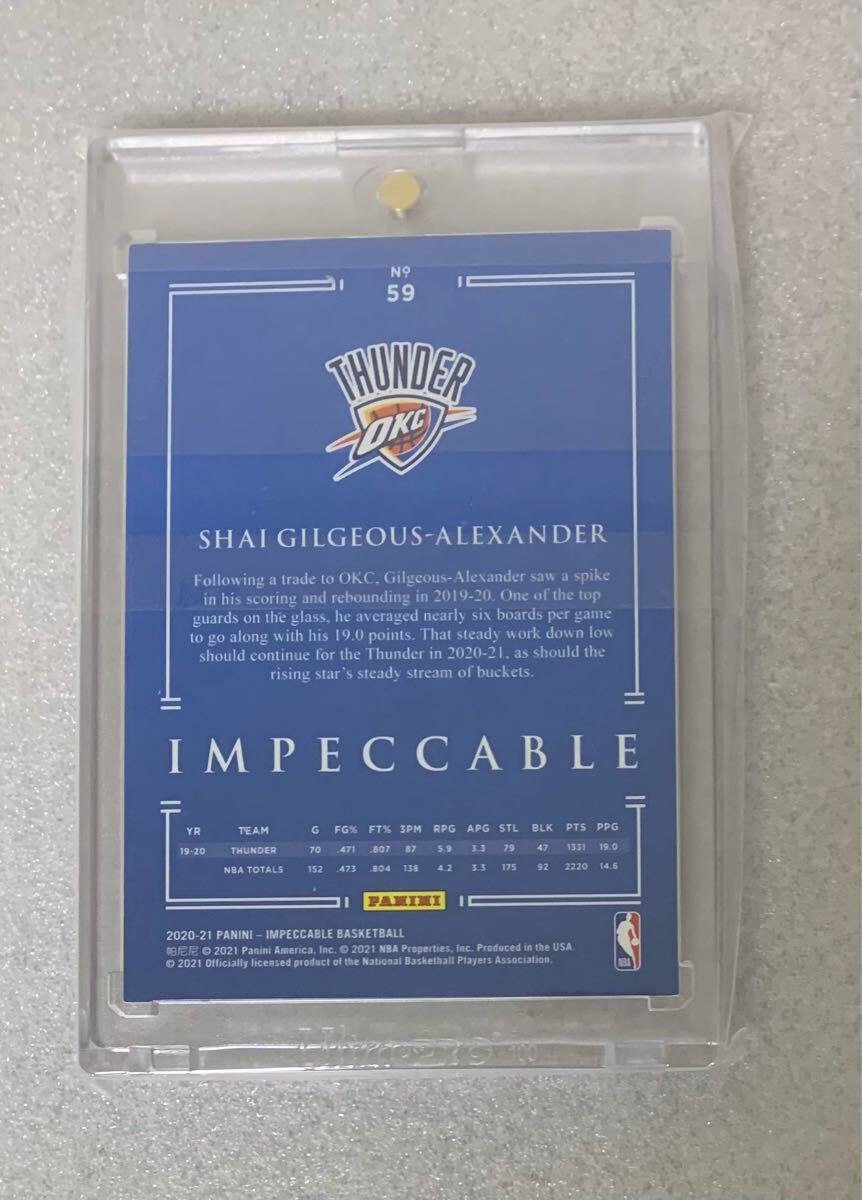 Nº
59
THUNDER
OKC
SHAI GILGEOUS-ALEXANDER
Following a trade to OKC, Gilgeous-Alexander saw a spike
in his scoring and rebounding in 2019-20. One of the top
guards on the glass, he averaged nearly six boards per game
to go along with his 19.0 points. That steady work down low
should continue for the Thunder in 2020-21, as should the
rising star's steady stream of buckets.
IMPECCABLE
YR TEAM G FG% FT% 3PM RPG APG STL BLK PTS PPG
19-20 THUNDER 70 .471 .807 87 5.9 3.3 79 47 1331 19.0
NBA TOTALS 152 .473 .804 138 4.2 3.3 175 92 2220 14.6
PANINI
2020-21 PANINI – IMPECCABLE BASKETBALL
帕尼尼 © 2021 Panini America, Inc. © 2021 NBA Properties, Inc. Produced in the USA.
© 2021 Officially licensed product of the National Basketball Players Association.
NBA